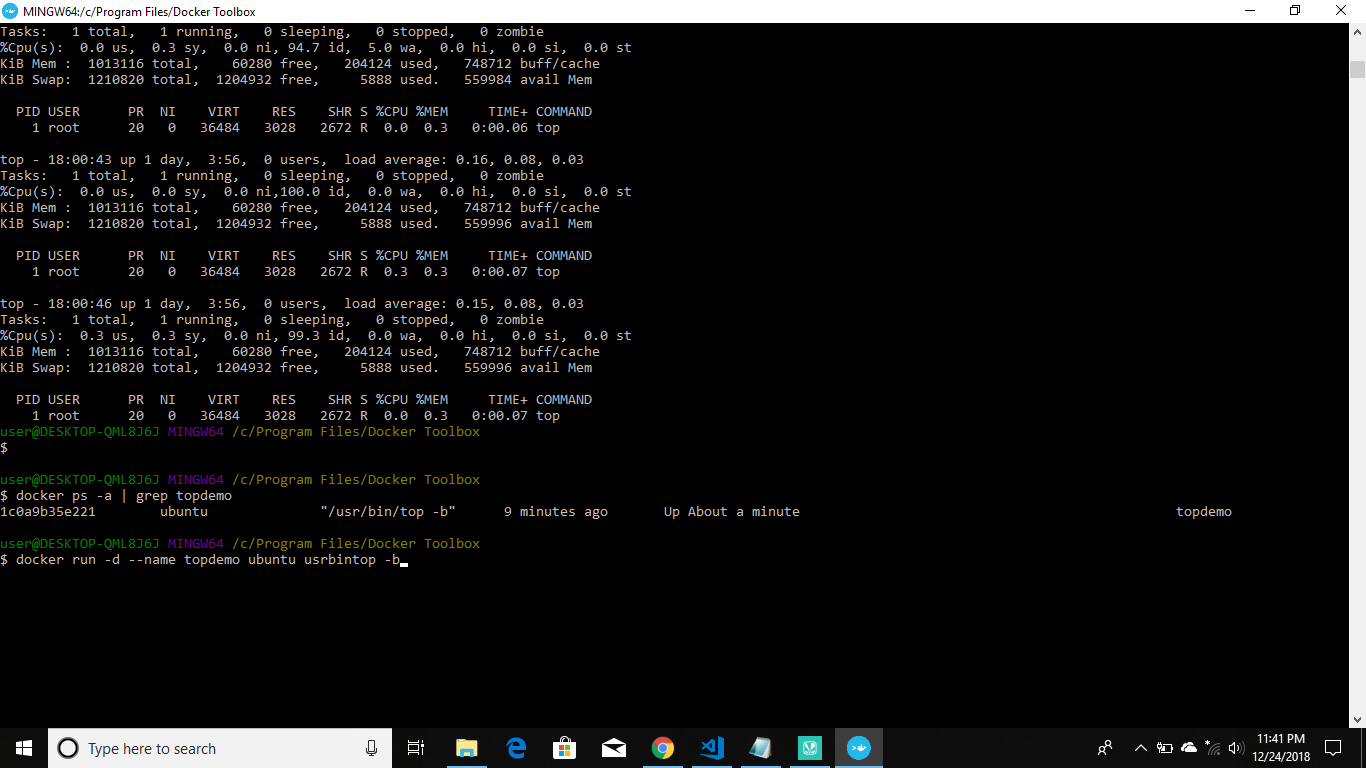 MINGW64:/c/Program Files/Docker Toolbox
Tasks:   1 total,   1 running,   0 sleeping,   0 stopped,   0 zombie
%Cpu(s):  0.0 us,  0.3 sy,  0.0 ni, 94.7 id,  5.0 wa,  0.0 hi,  0.0 si,  0.0 st
KiB Mem :  1013116 total,    60280 free,   204124 used,   748712 buff/cache
KiB Swap:  1210820 total,  1204932 free,     5888 used.   559984 avail Mem
  PID USER      PR  NI    VIRT    RES    SHR S %CPU %MEM     TIME+ COMMAND
    1 root      20   0   36484   3028   2672 R  0.0  0.3   0:00.06 top
top - 18:00:43 up 1 day,  3:56,  0 users,  load average: 0.16, 0.08, 0.03
Tasks:   1 total,   1 running,   0 sleeping,   0 stopped,   0 zombie
%Cpu(s):  0.0 us,  0.0 sy,  0.0 ni,100.0 id,  0.0 wa,  0.0 hi,  0.0 si,  0.0 st
KiB Mem :  1013116 total,    60280 free,   204124 used,   748712 buff/cache
KiB Swap:  1210820 total,  1204932 free,     5888 used.   559996 avail Mem
  PID USER      PR  NI    VIRT    RES    SHR S %CPU %MEM     TIME+ COMMAND
    1 root      20   0   36484   3028   2672 R  0.3  0.3   0:00.07 top
top - 18:00:46 up 1 day,  3:56,  0 users,  load average: 0.15, 0.08, 0.03
Tasks:   1 total,   1 running,   0 sleeping,   0 stopped,   0 zombie
%Cpu(s):  0.3 us,  0.3 sy,  0.0 ni, 99.3 id,  0.0 wa,  0.0 hi,  0.0 si,  0.0 st
KiB Mem :  1013116 total,    60280 free,   204124 used,   748712 buff/cache
KiB Swap:  1210820 total,  1204932 free,     5888 used.   559996 avail Mem
  PID USER      PR  NI    VIRT    RES    SHR S %CPU %MEM     TIME+ COMMAND
    1 root      20   0   36484   3028   2672 R  0.0  0.3   0:00.07 top
user@DESKTOP-QML8J6J MINGW64 /c/Program Files/Docker Toolbox
$
user@DESKTOP-QML8J6J MINGW64 /c/Program Files/Docker Toolbox
$ docker ps -a | grep topdemo
1c0a9b35e221        ubuntu              "/usr/bin/top -b"      9 minutes ago       Up About a minute                                               topdemo
user@DESKTOP-QML8J6J MINGW64 /c/Program Files/Docker Toolbox
$ docker run -d --name topdemo ubuntu usrbintop -b
Type here to search
11:41 PM
12/24/2018